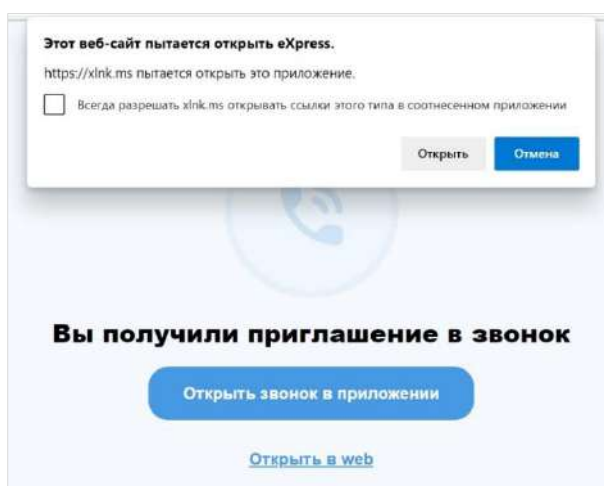 Этот веб-сайт пытается открыть eXpress.
https://xlnk.ms пытается открыть это приложение.
Всегда разрешать xlnk.ms открывать ссылки этого типа в соотнесенном приложении
Открыть Отмена
Вы получили приглашение в звонок
Открыть звонок в приложении
Открыть в web